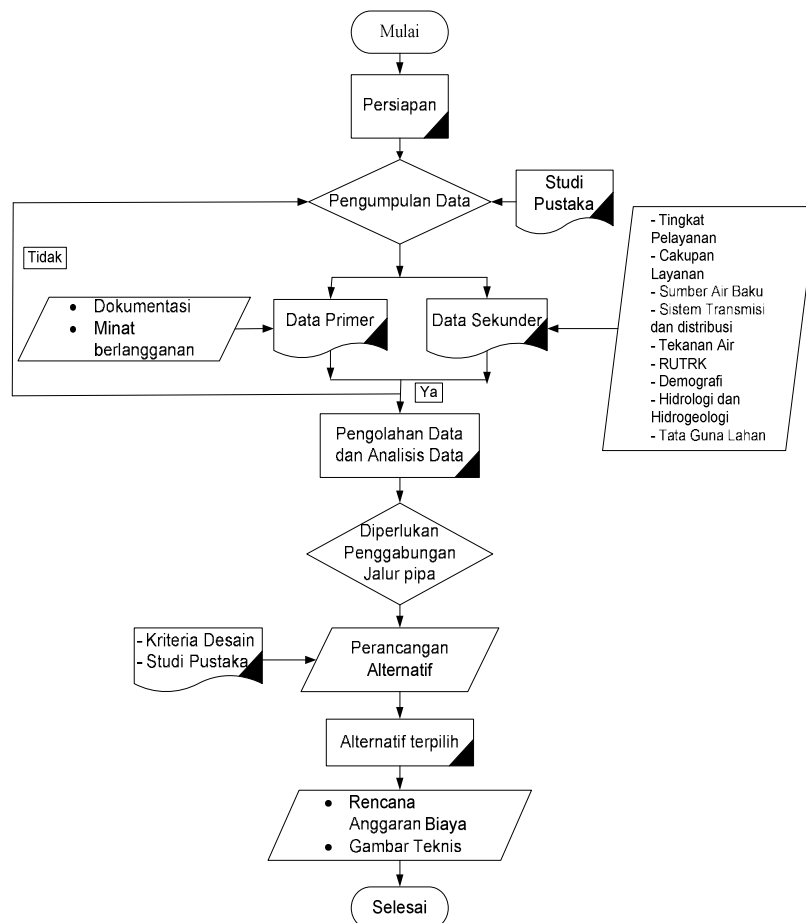 Mulai
Persiapan
Pengumpulan Data
Studi
Pustaka
Tidak
- Tingkat
Pelayanan
- Cakupan
Layanan
- Sumber Air Baku
- Sistem Transmisi
dan distribusi
- Tekanan Air
- RUTRK
- Demografi
- Hidrologi dan
Hidrogeologi
- Tata Guna Lahan
• Dokumentasi
• Minat
berlangganan
Data Primer
Data Sekunder
Ya
Pengolahan Data
dan Analisis Data
Diperlukan
Penggabungan
Jalur pipa
- Kriteria Desain
- Studi Pustaka
Perancangan
Alternatif
Alternatif terpilih
• Rencana
Anggaran Biaya
• Gambar Teknis
Selesai